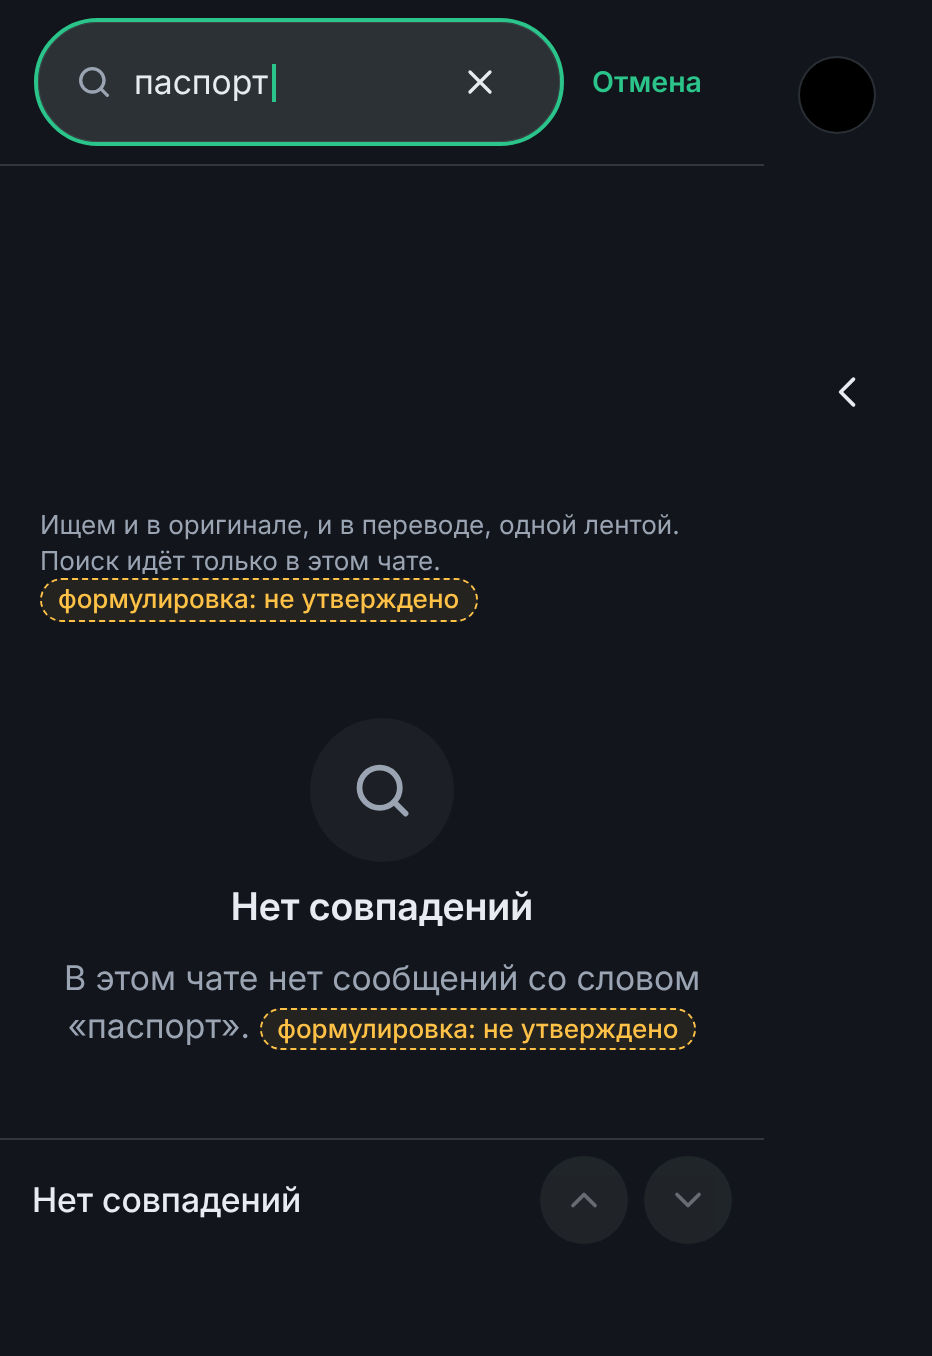 паспорт
Отмена
Ищем и в оригинале, и в переводе, одной лентой.
Поиск идёт только в этом чате.
формулировка: не утверждено
Нет совпадений
В этом чате нет сообщений со словом
«паспорт». формулировка: не утверждено
Нет совпадений